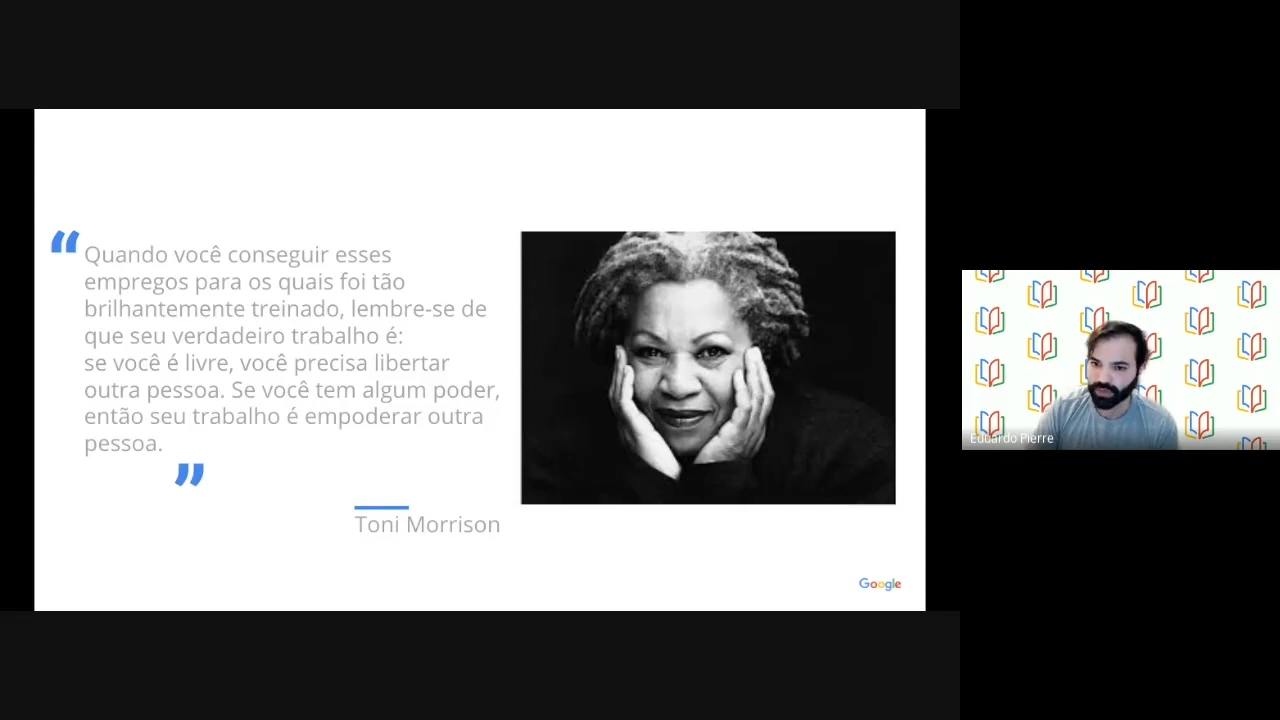 “
Quando você conseguir esses
empregos para os quais foi tão
brilhantemente treinado, lembre-se de
que seu verdadeiro trabalho é:
se você é livre, você precisa libertar
outra pessoa. Se você tem algum poder,
então seu trabalho é empoderar outra
pessoa.
”
Toni Morrison
Google
Eduardo Pierre